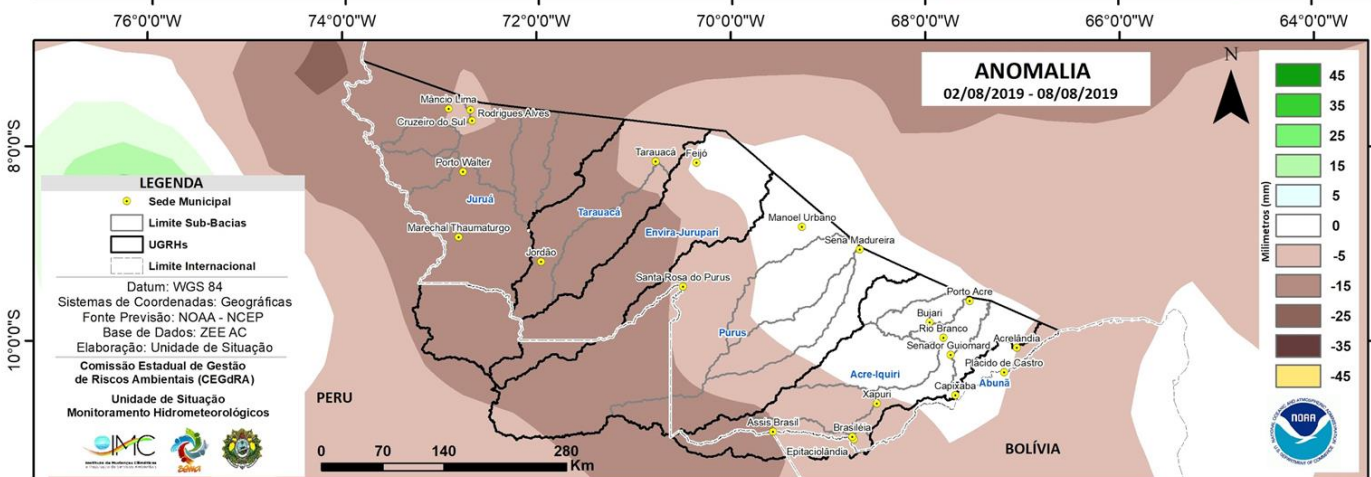 76°0'0"W 74°0'0"W 72°0'0"W 70°0'0"W 68°0'0"W 66°0'0"W 64°0'0"W
8°0'0"S
10°0'0"S
ANOMALIA
02/08/2019 - 08/08/2019
N
Milímetros (mm)
45
35
25
15
5
0
-5
-15
-25
-35
-45
NOAA
Mâncio Lima
Rodrigues Alves
Cruzeiro do Sul
Porto Walter
Juruá
Marechal Thaumaturgo
Jordão
Tarauacá
Tarauacá
Feijó
Envira-Jurupari
Santa Rosa do Purus
Manoel Urbano
Sena Madureira
Purus
Porto Acre
Bujari
Rio Branco
Senador Guiomard
Acrelândia
Plácido de Castro
Abunã
Acre-Iquiri
Capixaba
Xapuri
Assis Brasil
Brasiléia
Epitaciolândia
PERU
BOLÍVIA
LEGENDA
Sede Municipal
Limite Sub-Bacias
UGRHs
Limite Internacional
Datum: WGS 84
Sistemas de Coordenadas: Geográficas
Fonte Previsão: NOAA - NCEP
Base de Dados: ZEE AC
Elaboração: Unidade de Situação
Comissão Estadual de Gestão
de Riscos Ambientais (CEGdRA)
Unidade de Situação
Monitoramento Hidrometeorológicos
IMC
0 70 140 280
Km